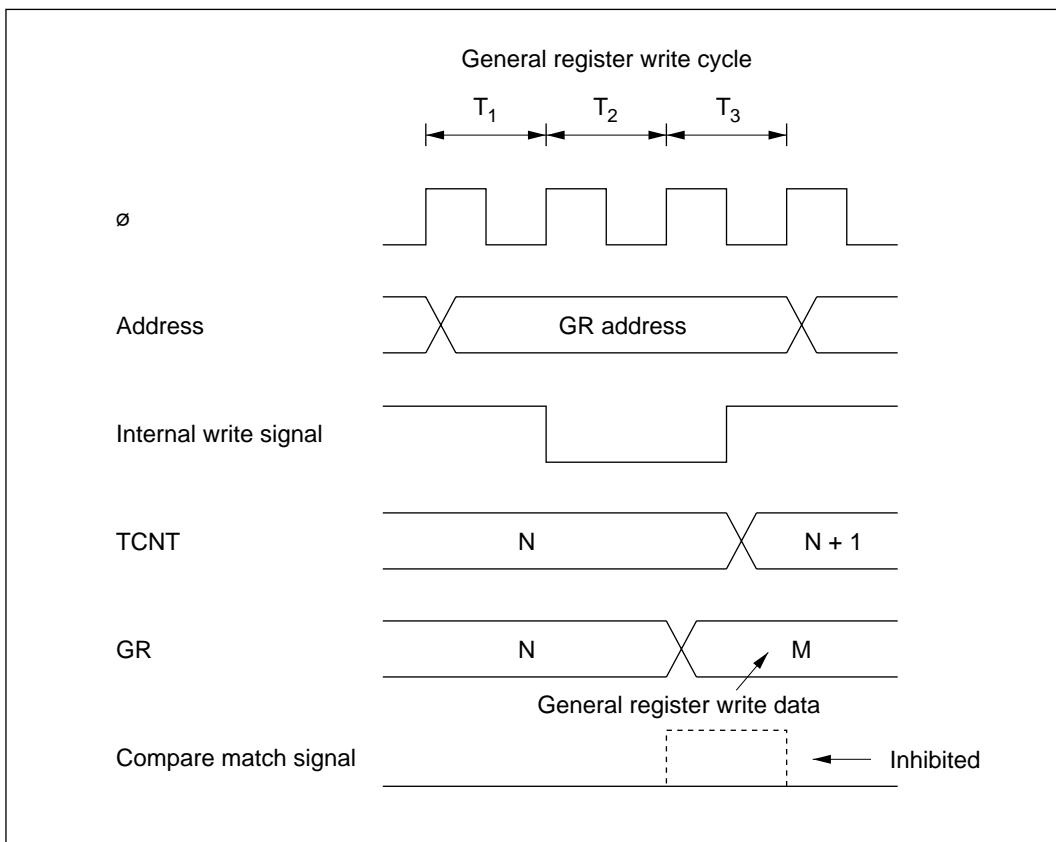 General register write cycle
T1 T2 T3
ø
Address GR address
Internal write signal
TCNT N N + 1
GR N M
General register write data
Compare match signal Inhibited